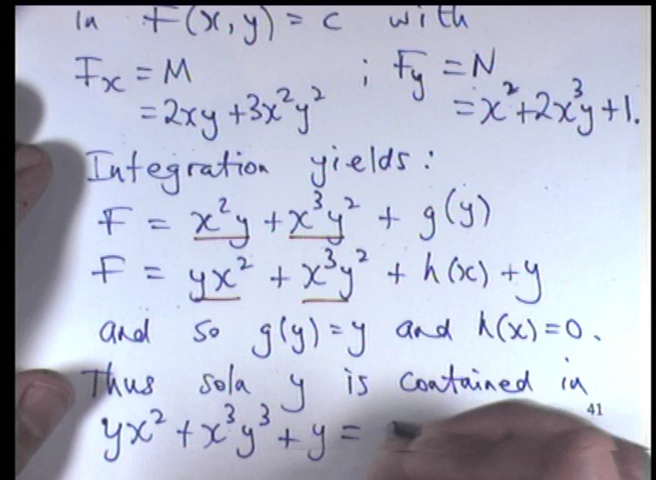 in F(x,y) = c with
Fx = M ; Fy = N
= 2xy + 3x²y² = x² + 2x³y + 1.
Integration yields:
F = x²y + x³y² + g(y)
F = yx² + x³y² + h(x) + y
and so g(y) = y and h(x) = 0.
Thus soln y is contained in
41
yx² + x³y³ + y =